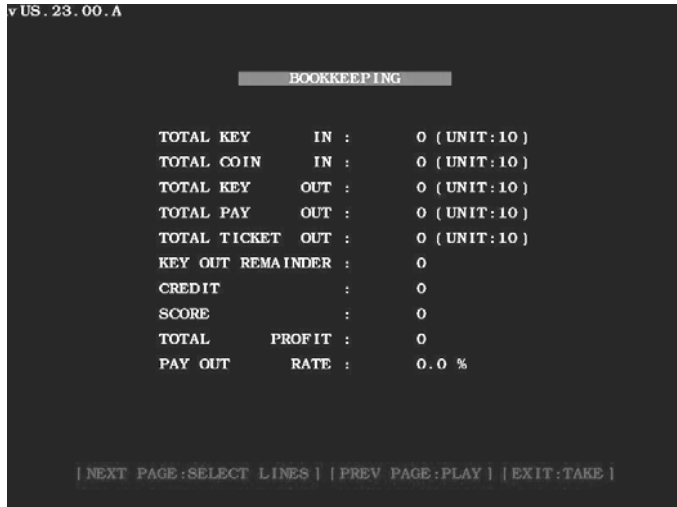 vUS.23.00.A
BOOKKEEPING
TOTAL KEY IN : 0 (UNIT:10)
TOTAL COIN IN : 0 (UNIT:10)
TOTAL KEY OUT : 0 (UNIT:10)
TOTAL PAY OUT : 0 (UNIT:10)
TOTAL TICKET OUT : 0 (UNIT:10)
KEY OUT REMAINDER : 0
CREDIT : 0
SCORE : 0
TOTAL PROFIT : 0
PAY OUT RATE : 0.0 %
[NEXT PAGE:SELECT LINES] [PREV PAGE:PLAY] [EXIT:TAKE]